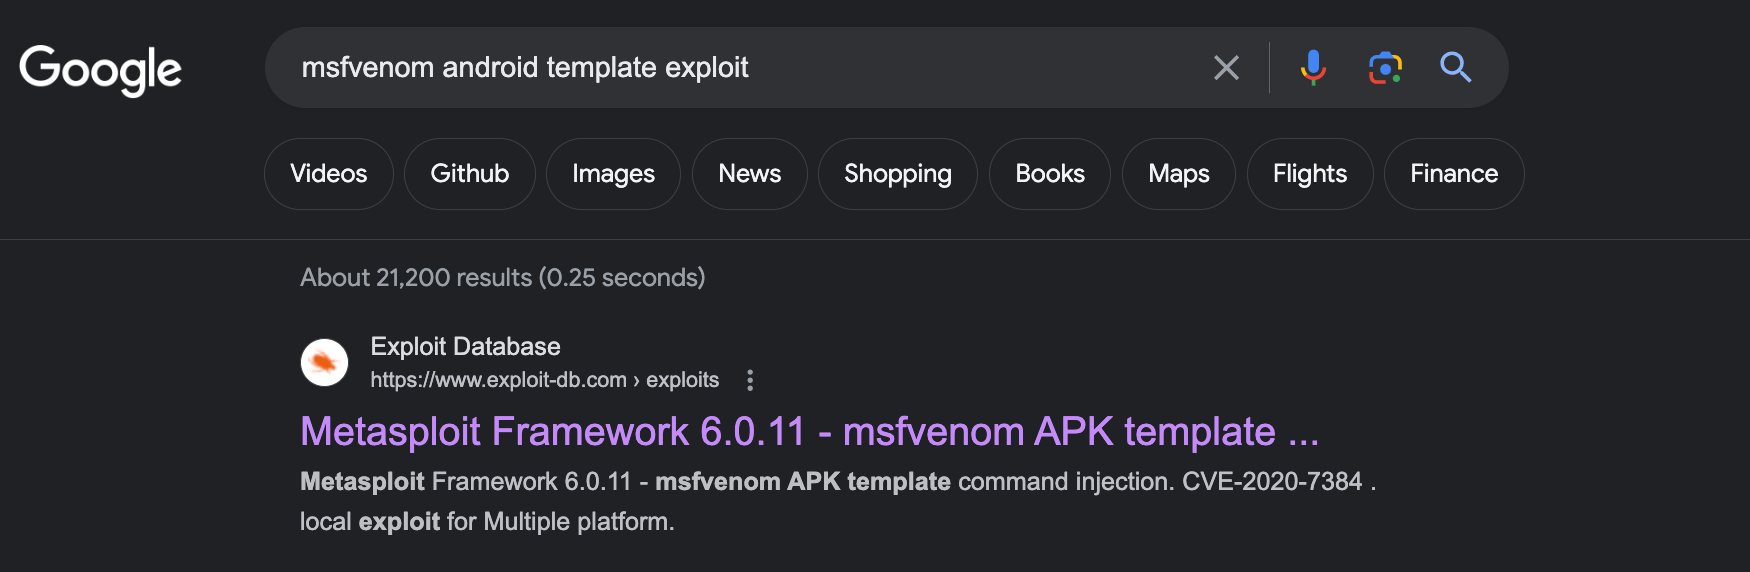 Google
msfvenom android template exploit
Videos Github Images News Shopping Books Maps Flights Finance
About 21,200 results (0.25 seconds)
Exploit Database
https://www.exploit-db.com › exploits
Metasploit Framework 6.0.11 - msfvenom APK template ...
Metasploit Framework 6.0.11 - msfvenom APK template command injection. CVE-2020-7384 .
local exploit for Multiple platform.